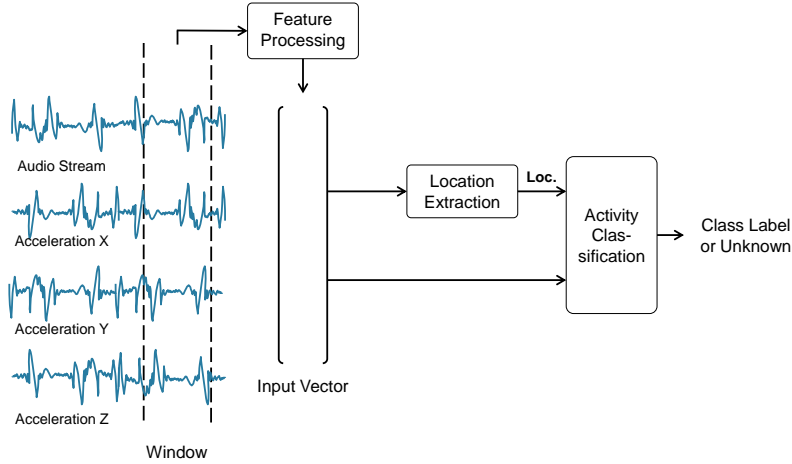 Feature
Processing
Audio Stream
Acceleration X
Acceleration Y
Acceleration Z
Window
Input Vector
Location
Extraction
Loc.
Activity
Clas-
sification
Class Label
or Unknown